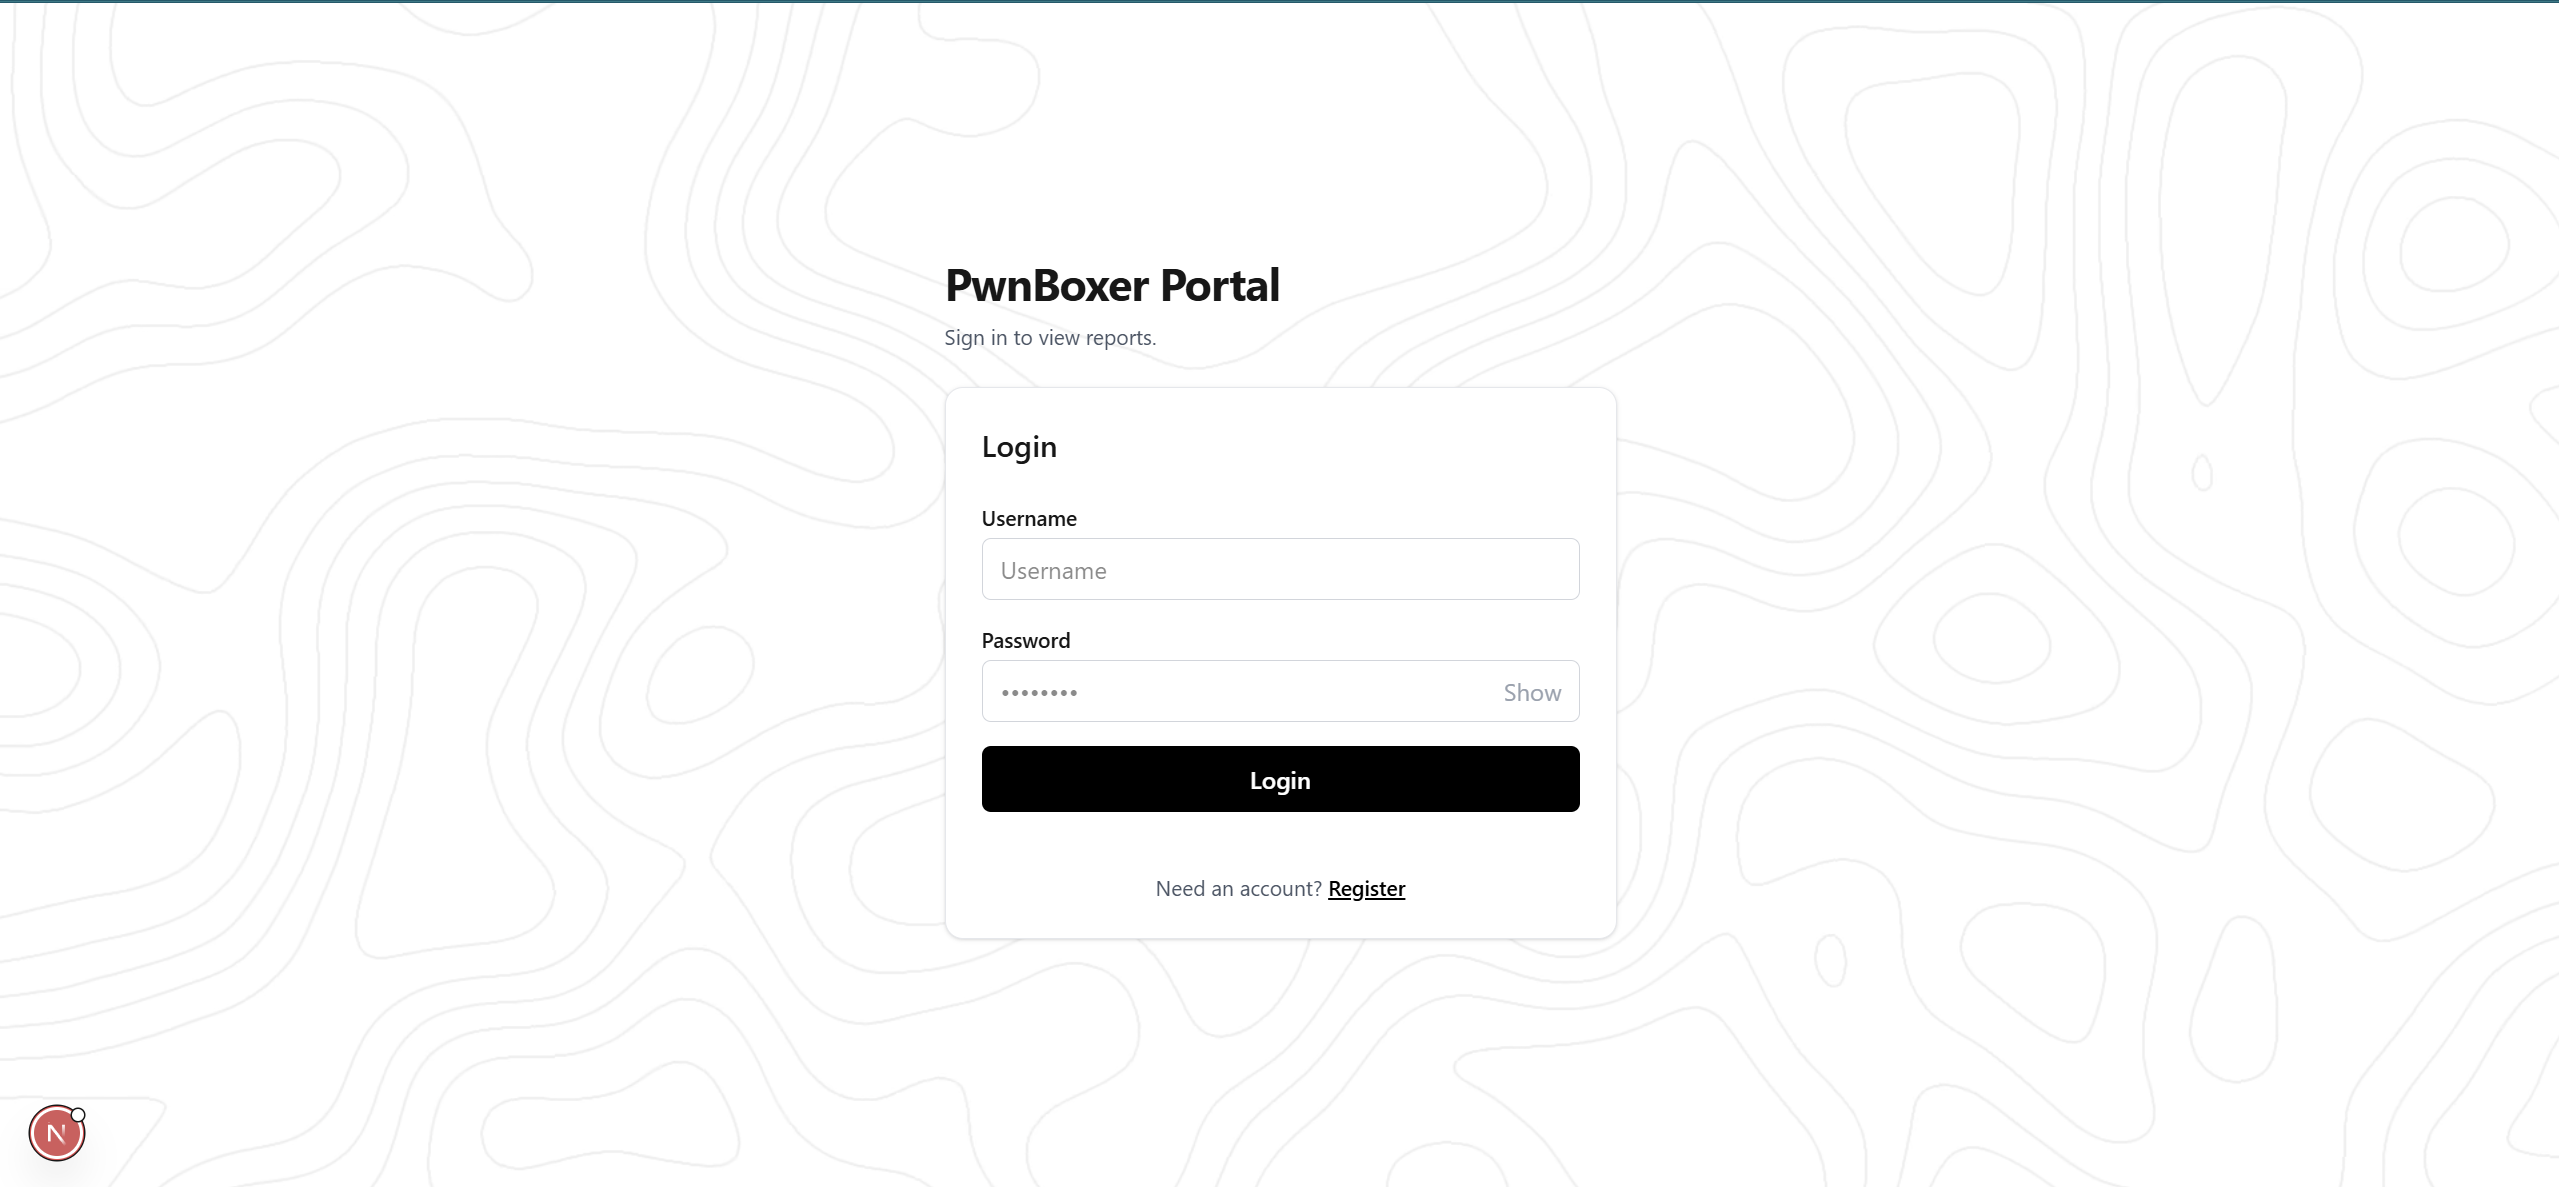 PwnBoxer Portal
Sign in to view reports.
Login
Username
Username
Password
•••••••• Show
Login
Need an account? Register
N